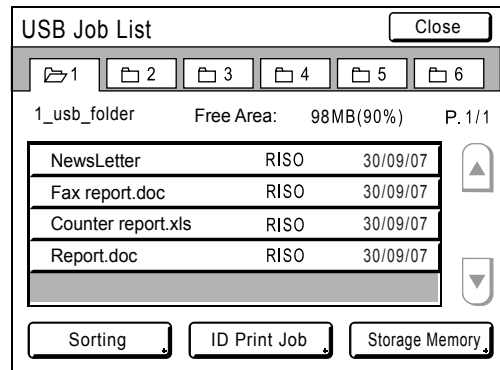 USB Job List Close
1 2 3 4 5 6
1_usb_folder Free Area: 98MB(90%) P. 1/1
NewsLetter RISO 30/09/07
Fax report.doc RISO 30/09/07
Counter report.xls RISO 30/09/07
Report.doc RISO 30/09/07
Sorting ID Print Job Storage Memory